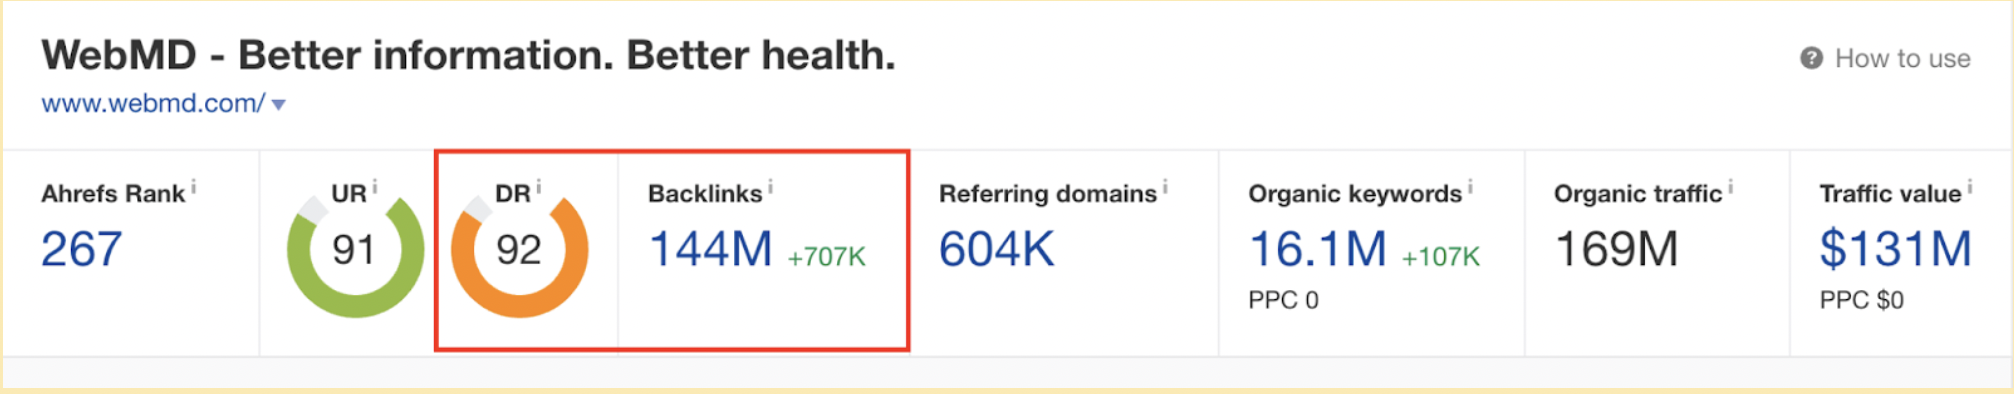 WebMD - Better information. Better health.
? How to use
www.webmd.com/
Ahrefs Rank i
267
UR i
91
DR i
92
Backlinks i
144M +707K
Referring domains i
604K
Organic keywords i
16.1M +107K
PPC 0
Organic traffic i
169M
Traffic value i
$131M
PPC $0